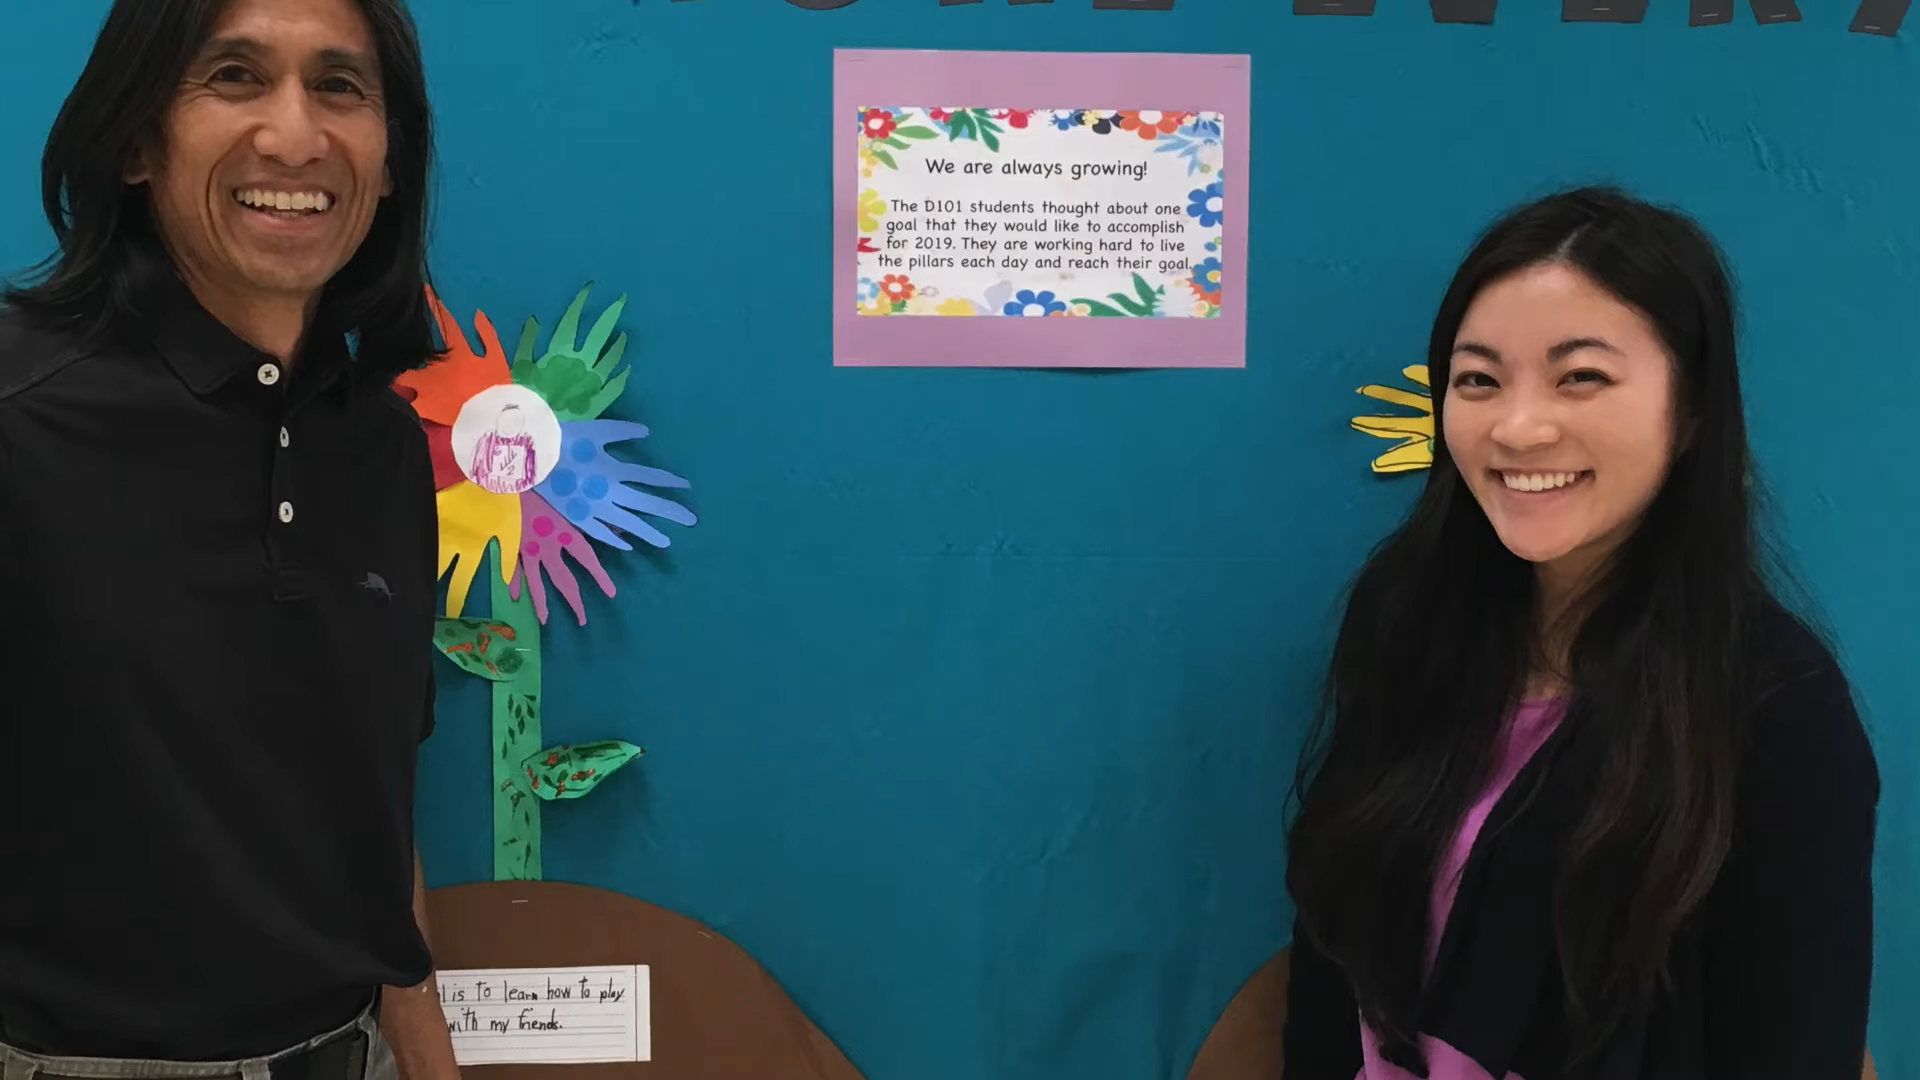 We are always growing!
The D101 students thought about one
goal that they would like to accomplish
for 2019. They are working hard to live
the pillars each day and reach their goal.
is to learn how to play
with my friends.